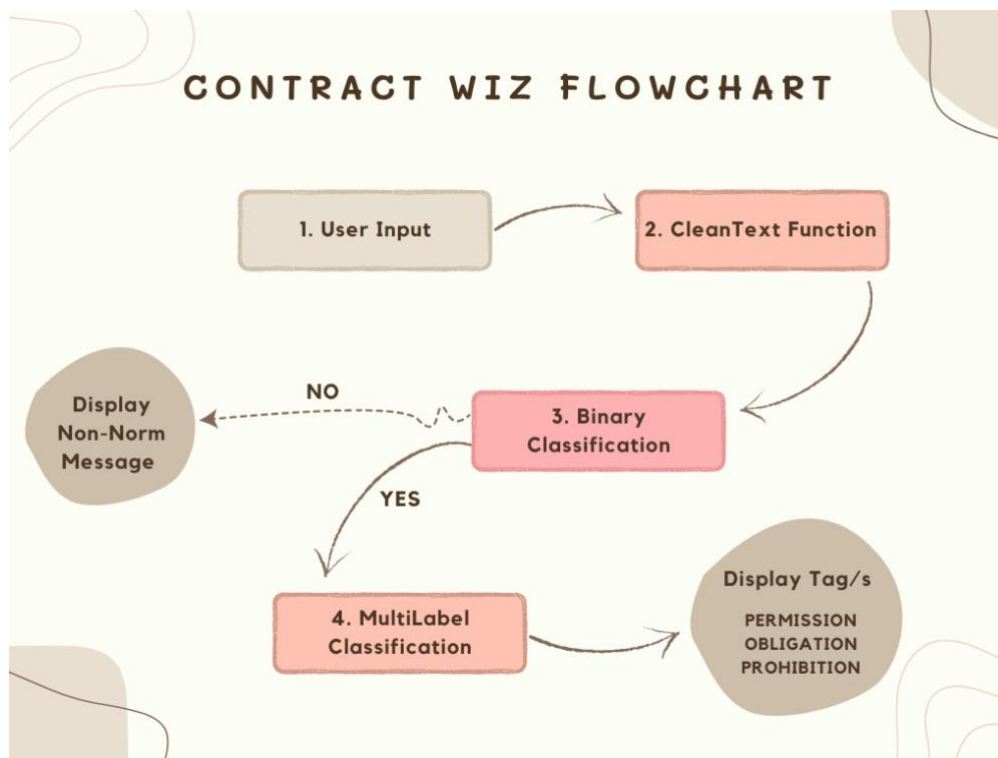 CONTRACT WIZ FLOWCHART
1. User Input
2. CleanText Function
3. Binary
Classification
NO
Display
Non-Norm
Message
YES
4. MultiLabel
Classification
Display Tag/s
PERMISSION
OBLIGATION
PROHIBITION